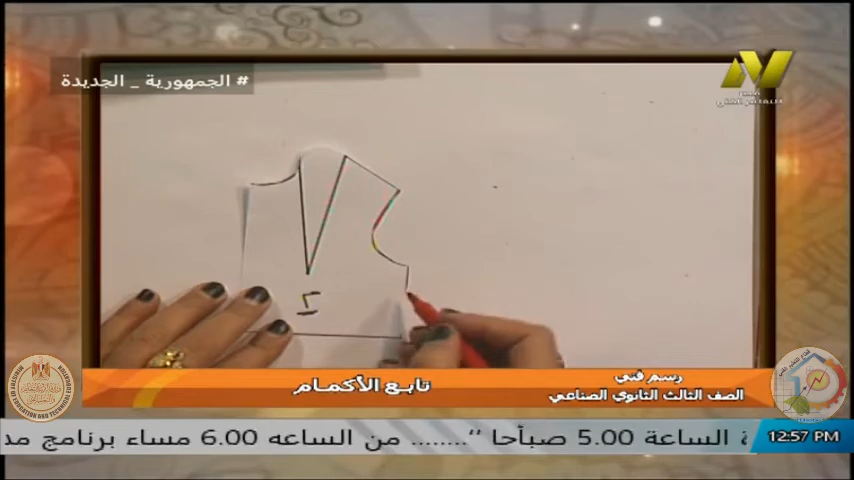 # الجمهورية _ الجديدة
رسم فني
الصف الثالث الثانوي الصناعي
تابع الأكمام
الساعة 5.00 صباحا “........ من الساعه 6.00 مساء برنامج
12:57 PM